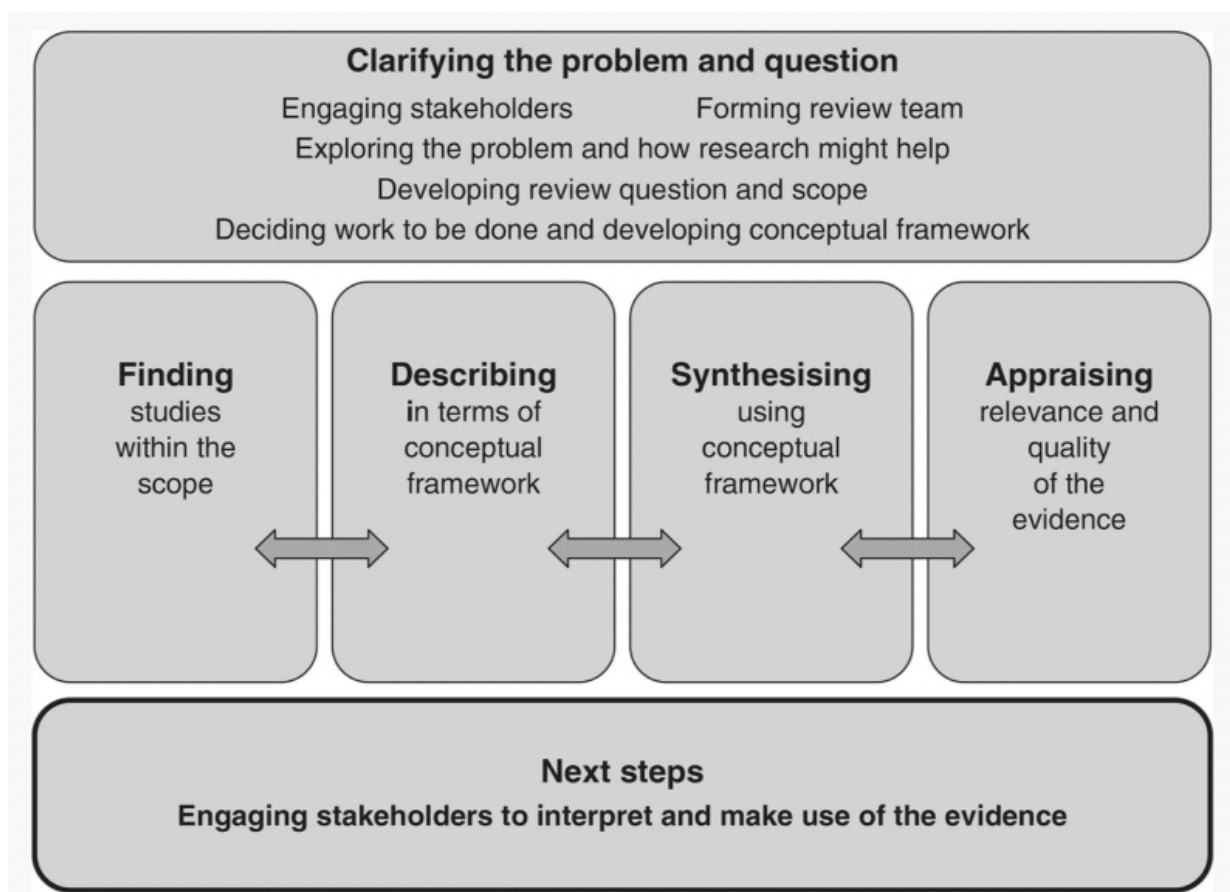 Clarifying the problem and question
Engaging stakeholders Forming review team
Exploring the problem and how research might help
Developing review question and scope
Deciding work to be done and developing conceptual framework
Finding
studies
within the
scope
Describing
in terms of
conceptual
framework
Synthesising
using
conceptual
framework
Appraising
relevance and
quality
of the
evidence
Next steps
Engaging stakeholders to interpret and make use of the evidence